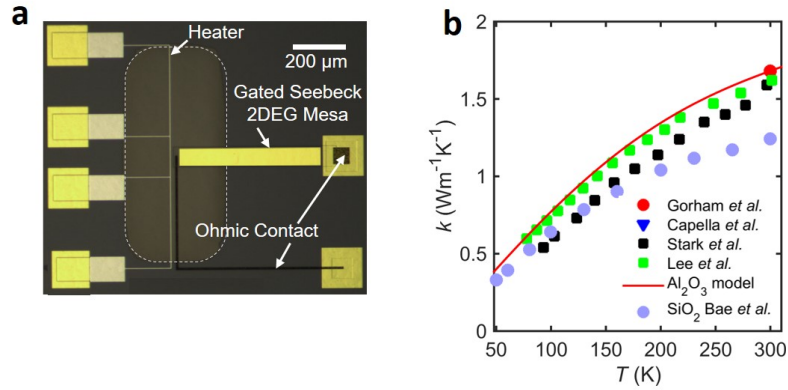 a
Heater
200 μm
Gated Seebeck
2DEG Mesa
Ohmic Contact
b
k (Wm⁻¹K⁻¹)
2
1.5
1
0.5
0
50 100 150 200 250 300
T (K)
Gorham et al.
Capella et al.
Stark et al.
Lee et al.
Al₂O₃ model
SiO₂ Bae et al.